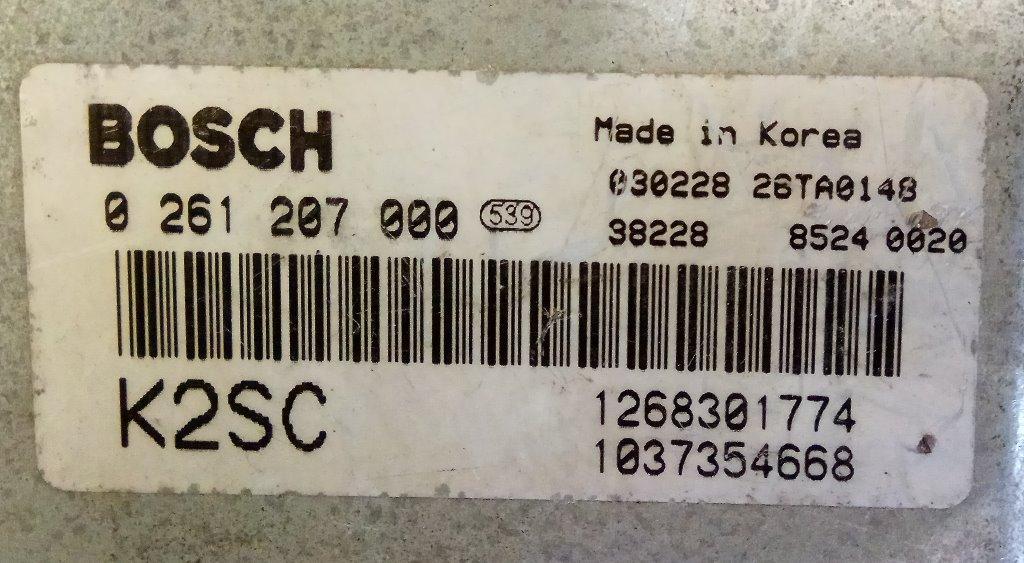 BOSCH
Made in Korea
030228 26TA0148
0 261 207 000 539
38228 8524 0020
K2SC
1268301774
1037354668